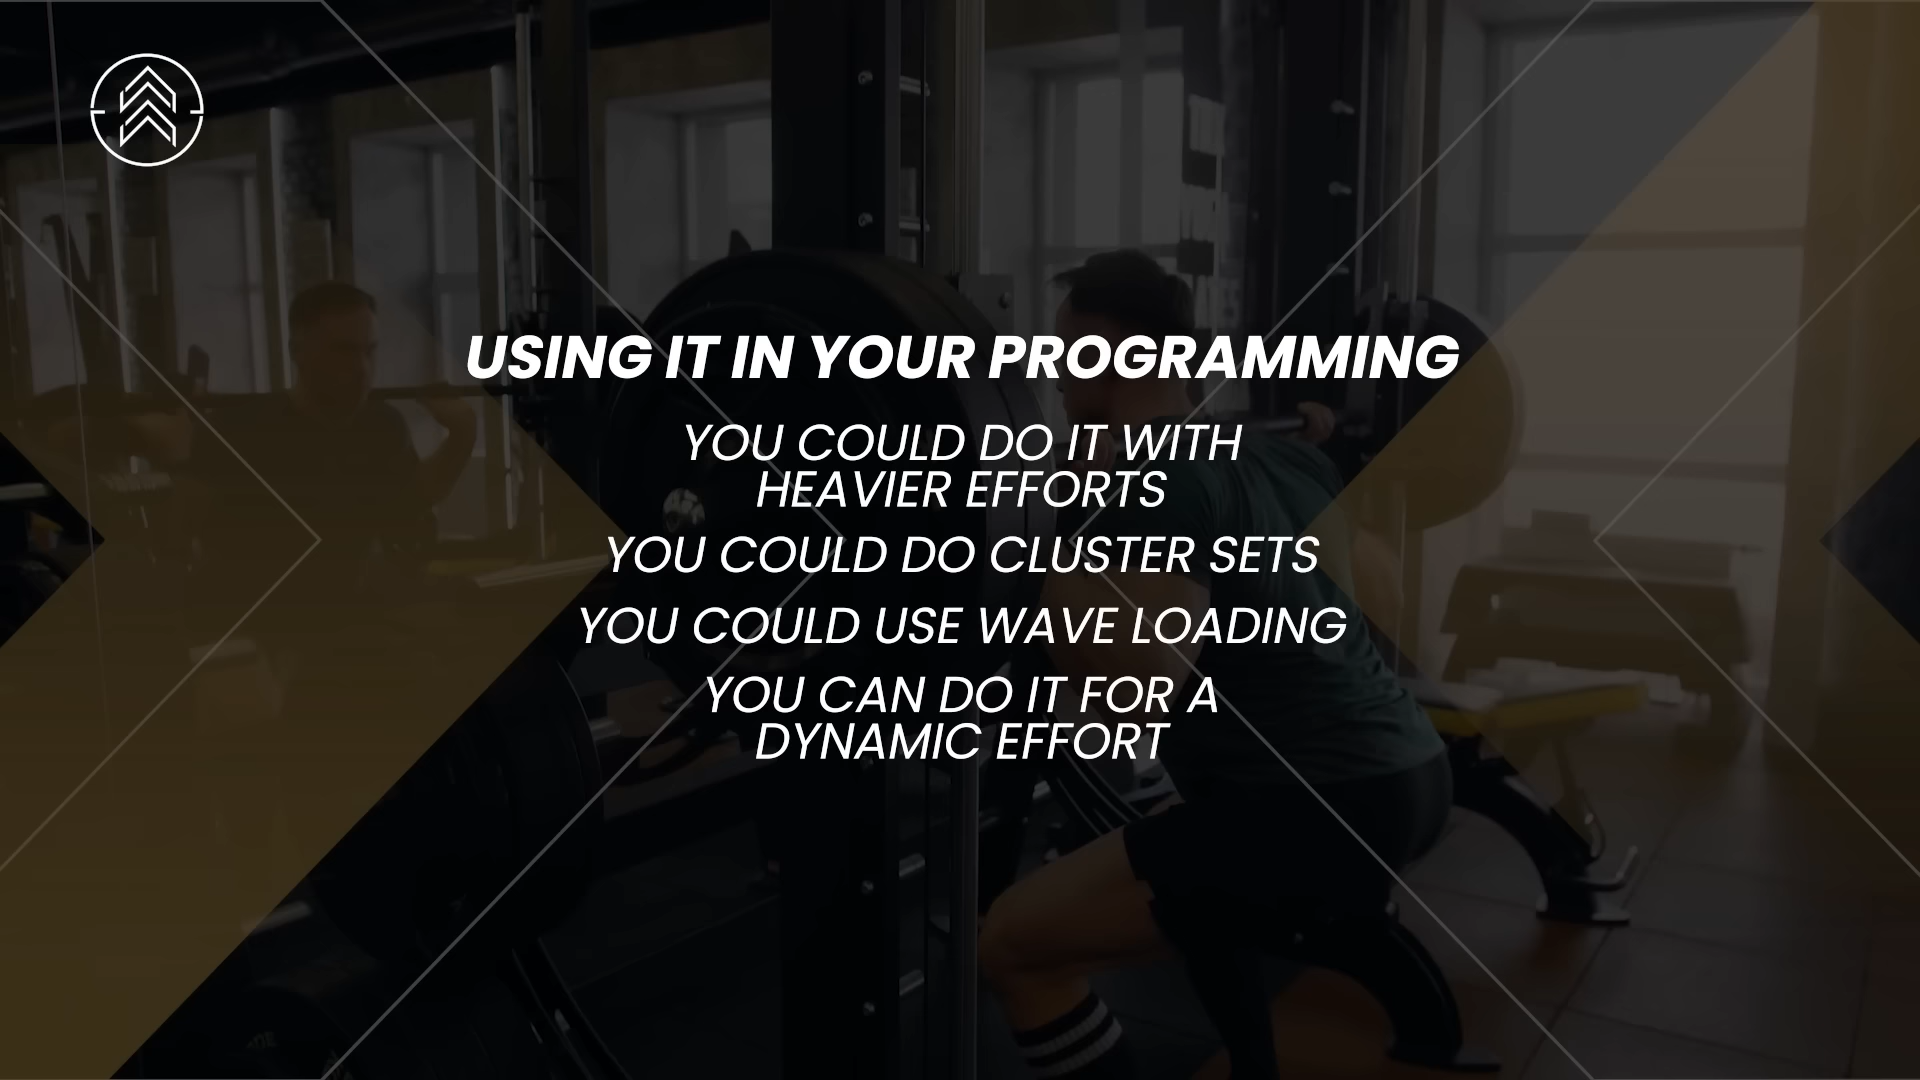 USING IT IN YOUR PROGRAMMING
YOU COULD DO IT WITH
HEAVIER EFFORTS
YOU COULD DO CLUSTER SETS
YOU COULD USE WAVE LOADING
YOU CAN DO IT FOR A
DYNAMIC EFFORT